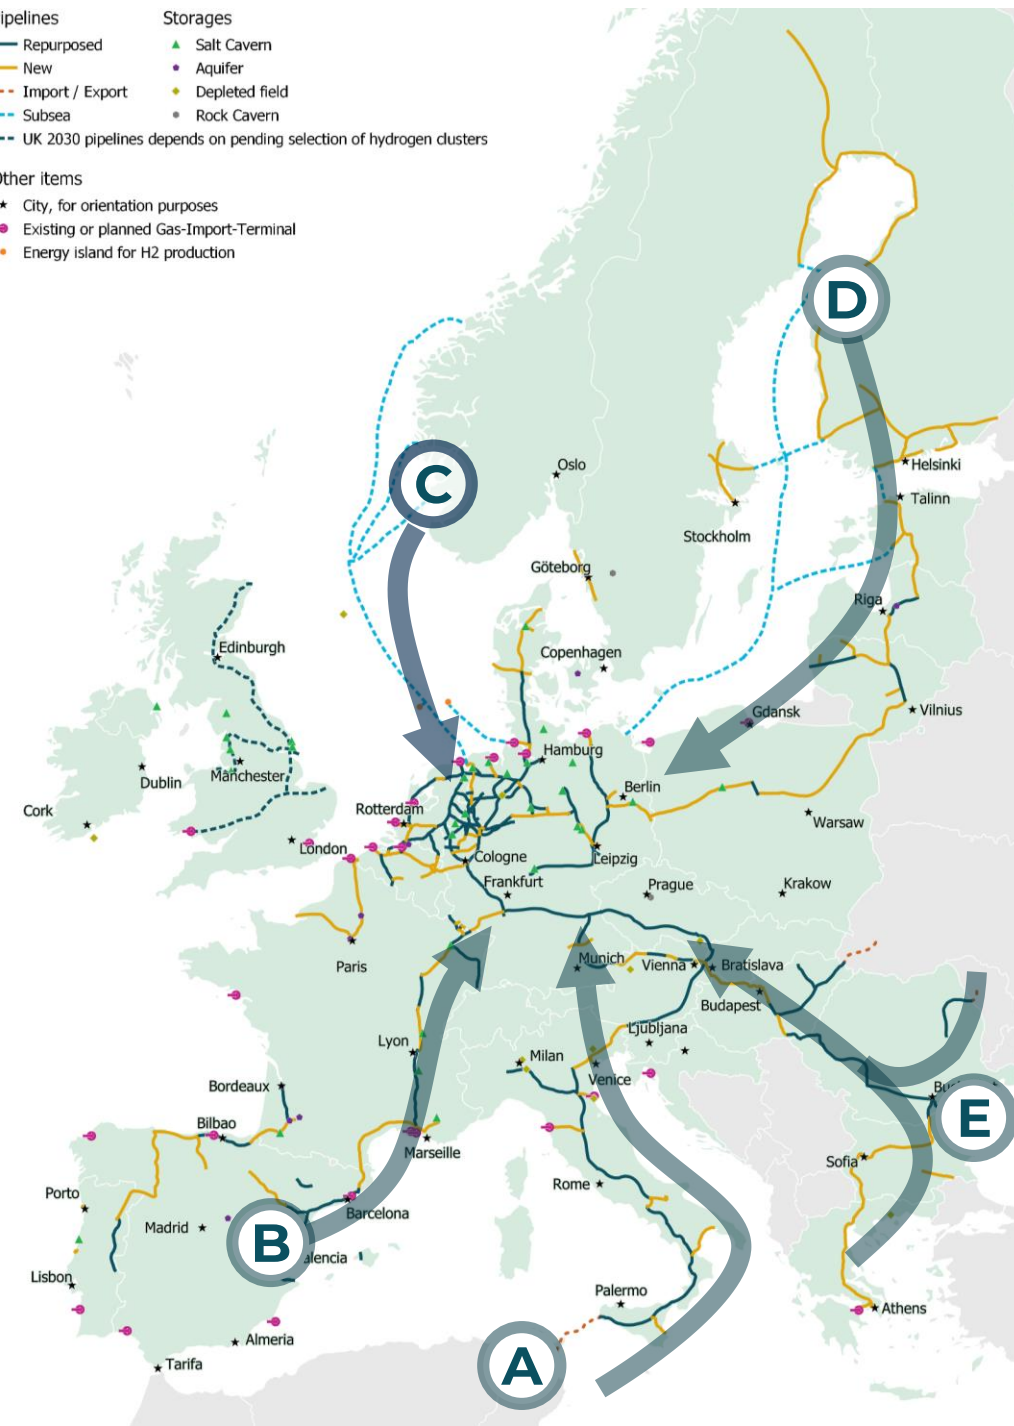 ipelines
Repurposed
New
Import / Export
Subsea
UK 2030 pipelines depends on pending selection of hydrogen clusters
Storages
Salt Cavern
Aquifer
Depleted field
Rock Cavern
Other items
City, for orientation purposes
Existing or planned Gas-Import-Terminal
Energy island for H2 production
D
C
Oslo
Helsinki
Talinn
Stockholm
Göteborg
Riga
Edinburgh
Copenhagen
Vilnius
Gdansk
Hamburg
Manchester
Dublin
Berlin
Cork
Rotterdam
Warsaw
London
Cologne
Leipzig
Frankfurt
Prague
Krakow
Paris
Munich
Vienna
Bratislava
Budapest
Lyon
Ljubljana
Milan
Venice
Bordeaux
Bu
E
Bilbao
Marseille
Sofia
Porto
Rome
Barcelona
Madrid
B
alencia
Lisbon
Palermo
Athens
Almeria
A
Tarifa